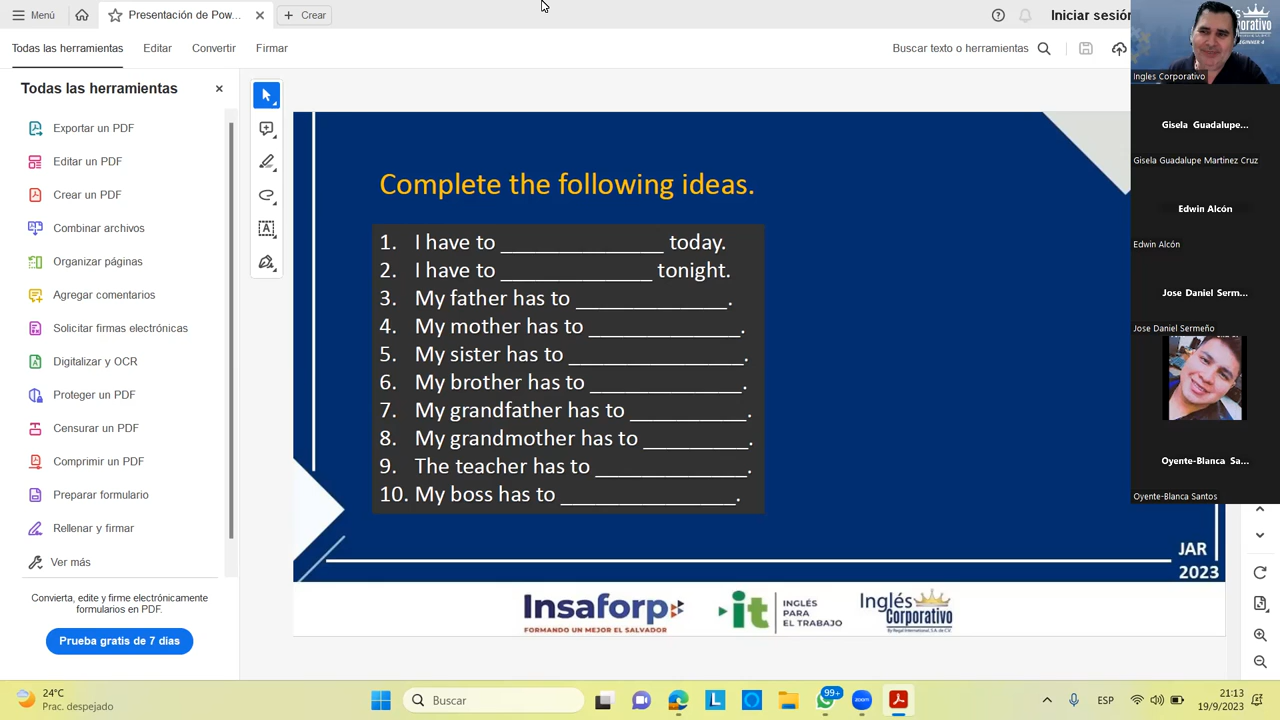 Menú
Presentación de Pow...
Crear
Iniciar sesión
Todas las herramientas
Editar
Convertir
Firmar
Buscar texto o herramientas
Todas las herramientas
Exportar un PDF
Editar un PDF
Crear un PDF
Combinar archivos
Organizar páginas
Agregar comentarios
Solicitar firmas electrónicas
Digitalizar y OCR
Proteger un PDF
Censurar un PDF
Comprimir un PDF
Preparar formulario
Rellenar y firmar
Ver más
Convierta, edite y firme electrónicamente
formularios en PDF.
Prueba gratis de 7 días
Complete the following ideas.
1. I have to ______________ today.
2. I have to _____________ tonight.
3. My father has to _____________.
4. My mother has to _____________.
5. My sister has to _______________.
6. My brother has to _____________.
7. My grandfather has to __________.
8. My grandmother has to _________.
9. The teacher has to _____________.
10. My boss has to _______________.
JAR
2023
Insaforp
FORMANDO UN MEJOR EL SALVADOR
it
INGLÉS
PARA
EL TRABAJO
Inglés
Corporativo
By Regal International, S.A. de C.V.
Corporativo
BEGINNER 4
Ingles Corporativo
Gisela Guadalupe...
Gisela Guadalupe Martinez Cruz
Edwin Alcón
Edwin Alcón
Jose Daniel Serm...
Jose Daniel Sermeño
Oyente-Blanca Sa...
Oyente-Blanca Santos
24°C
Prac. despejado
Buscar
L
99+
zoom
ESP
21:13
19/9/2023